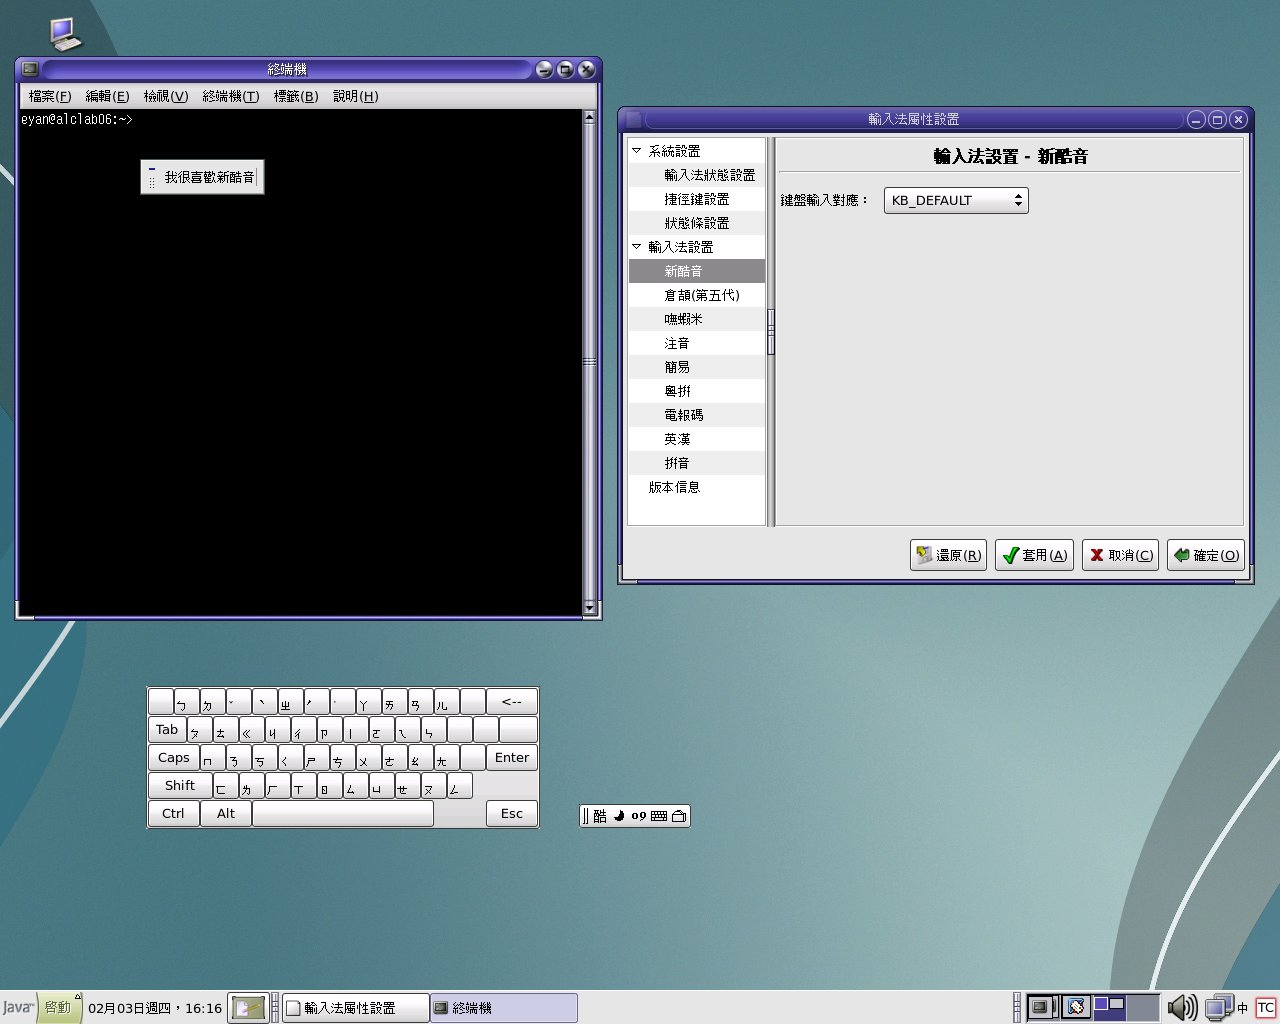 終端機
檔案(F) 編輯(E) 檢視(V) 終端機(T) 標籤(B) 說明(H)
eyan@alclab06:~>
我很喜歡新酷音
輸入法屬性設置
系統設置
輸入法狀態設置
捷徑鍵設置
狀態條設置
輸入法設置
新酷音
倉頡(第五代)
嘸蝦米
注音
簡易
粵拼
電報碼
英漢
拼音
版本信息
輸入法設置 - 新酷音
鍵盤輸入對應： KB_DEFAULT
還原(R) 套用(A) 取消(C) 確定(O)
ㄅ ㄉ ˇ ˋ ㄓ ˊ ˙ ㄚ ㄞ ㄢ ㄦ <--
Tab ㄆ ㄊ ㄍ ㄐ ㄔ ㄗ ㄧ ㄛ ㄟ ㄣ
Caps ㄇ ㄋ ㄎ ㄑ ㄕ ㄘ ㄨ ㄜ ㄠ ㄤ Enter
Shift ㄈ ㄌ ㄏ ㄒ ㄖ ㄙ ㄩ ㄝ ㄡ ㄥ
Ctrl Alt Esc
酷
Java™ 啓動 02月03日週四，16:16 輸入法屬性設置 終端機 中 TC